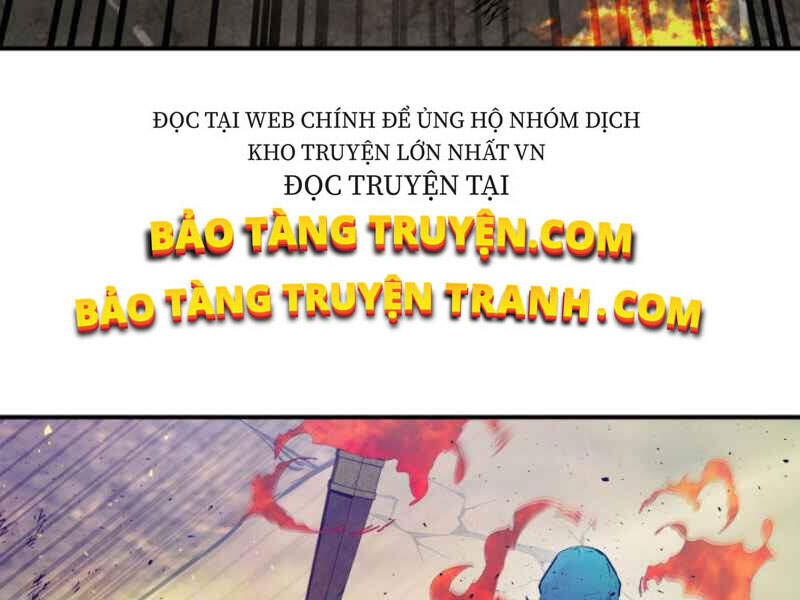 ĐỌC TẠI WEB CHÍNH ĐỂ ỦNG HỘ NHÓM DỊCH
KHO TRUYỆN LỚN NHẤT VN
ĐỌC TRUYỆN TẠI
BẢO TÀNG TRUYỆN.COM
BẢO TÀNG TRUYỆN TRANH.COM